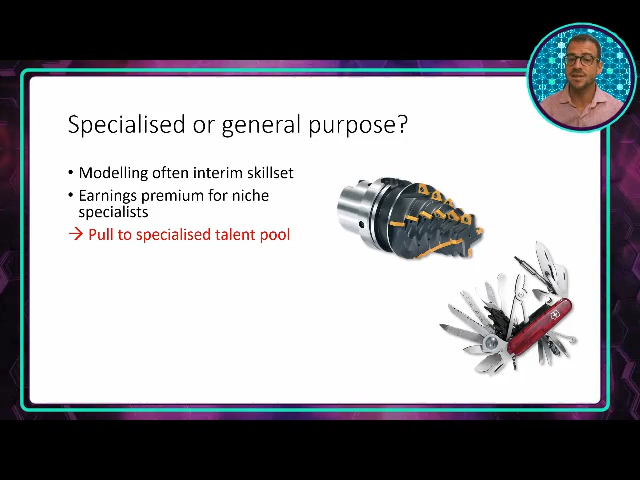 Specialised or general purpose?
• Modelling often interim skillset
• Earnings premium for niche
specialists
→ Pull to specialised talent pool